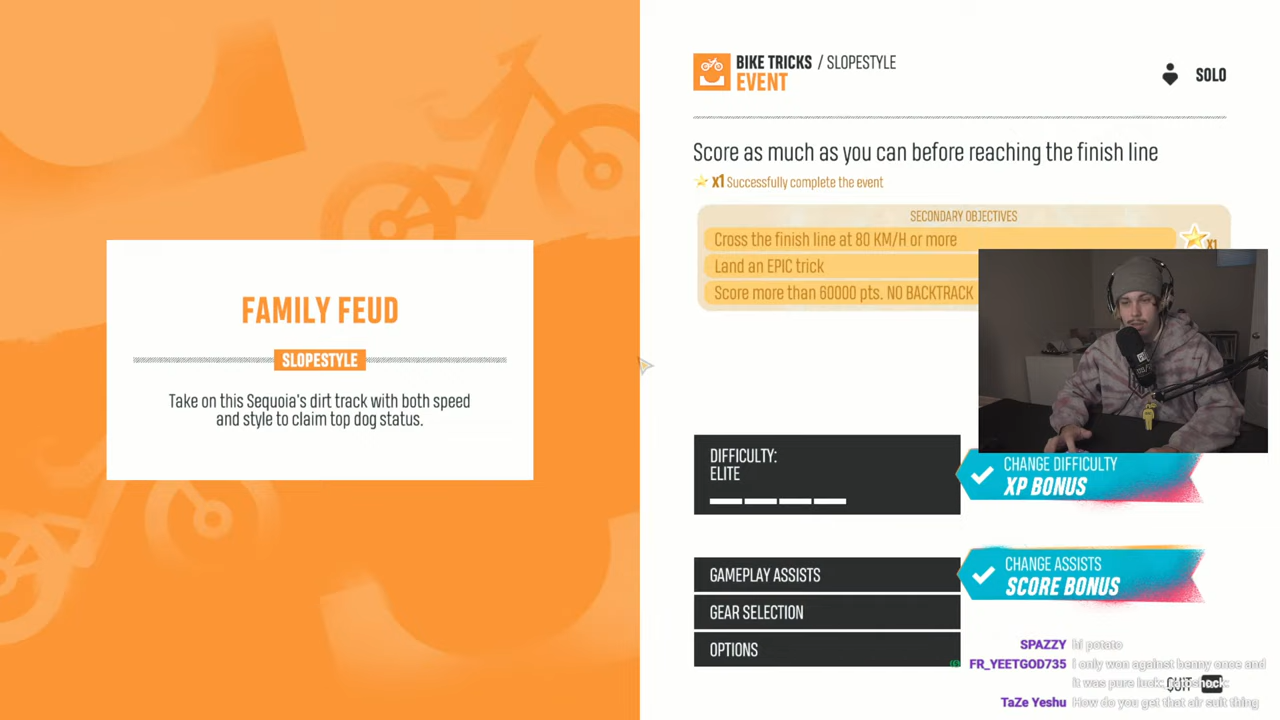 BIKE TRICKS / SLOPESTYLE
EVENT
SOLO
Score as much as you can before reaching the finish line
X1 Successfully complete the event
SECONDARY OBJECTIVES
Cross the finish line at 80 KM/H or more
X1
Land an EPIC trick
Score more than 60000 pts. NO BACKTRACK
FAMILY FEUD
SLOPESTYLE
Take on this Sequoia's dirt track with both speed
and style to claim top dog status.
DIFFICULTY:
ELITE
CHANGE DIFFICULTY
XP BONUS
GAMEPLAY ASSISTS
CHANGE ASSISTS
SCORE BONUS
GEAR SELECTION
OPTIONS
SPAZZY hi potato
FR_YEETGOD735 I only won against benny once and
it was pure luck
QUIT
TaZe Yeshu How do you get that air suit thing